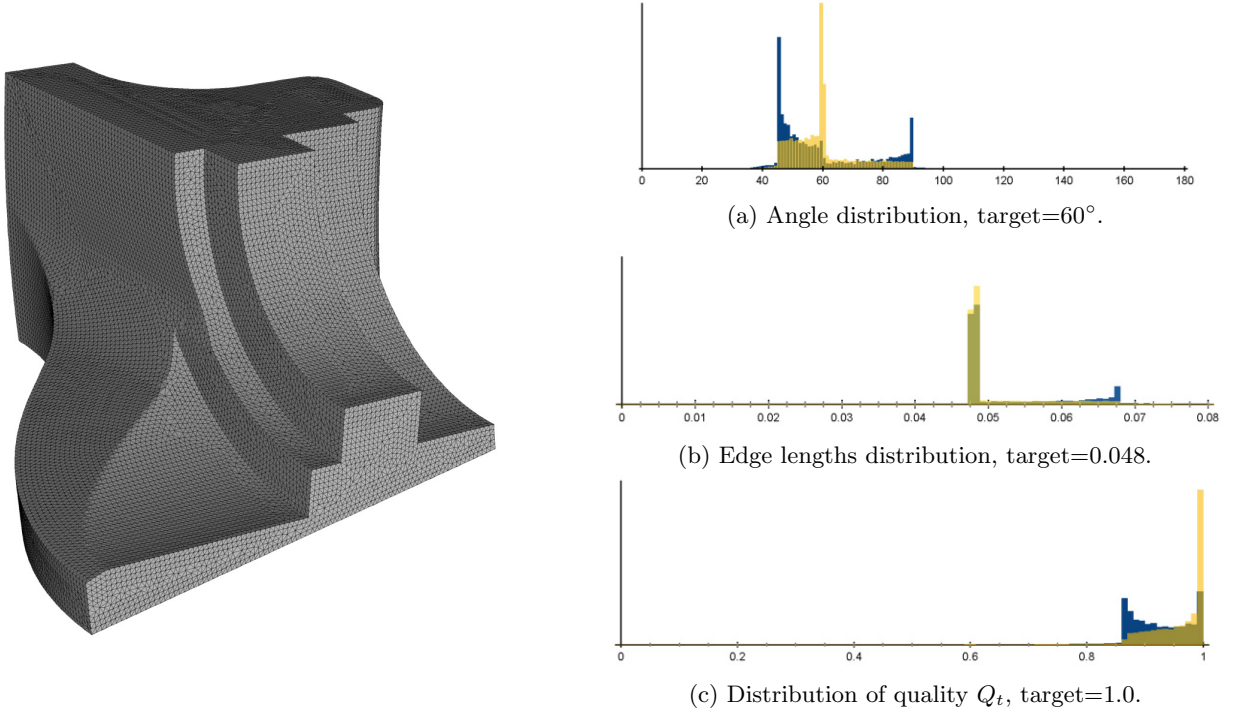 0 20 40 60 80 100 120 140 160 180
(a) Angle distribution, target=60°.
0 0.01 0.02 0.03 0.04 0.05 0.06 0.07 0.08
(b) Edge lengths distribution, target=0.048.
0 0.2 0.4 0.6 0.8 1
(c) Distribution of quality Qₜ, target=1.0.